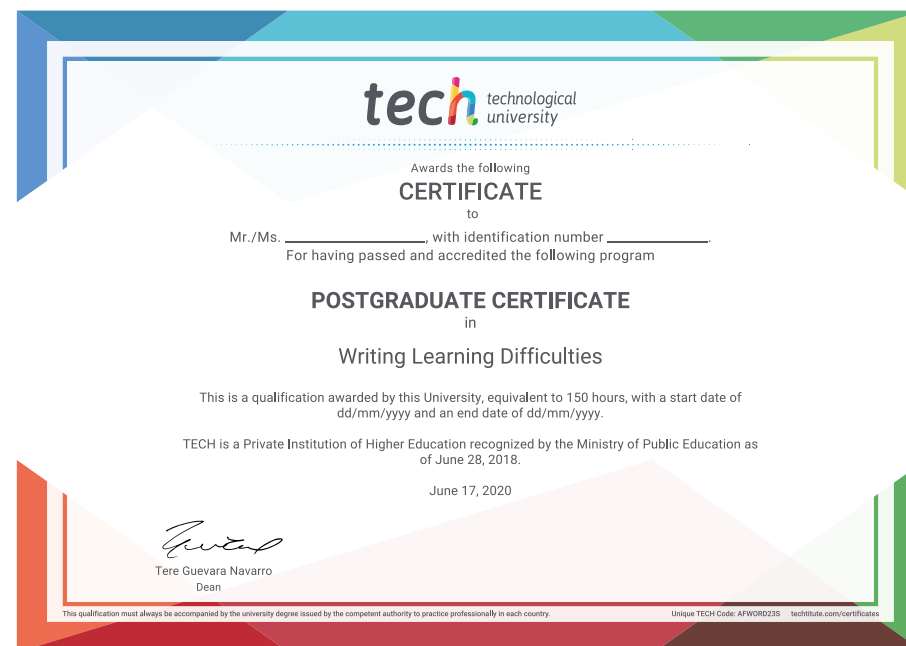 tech technological
university
Awards the following
CERTIFICATE
to
Mr./Ms. ____________________, with identification number ______________.
For having passed and accredited the following program
POSTGRADUATE CERTIFICATE
in
Writing Learning Difficulties
This is a qualification awarded by this University, equivalent to 150 hours, with a start date of
dd/mm/yyyy and an end date of dd/mm/yyyy.
TECH is a Private Institution of Higher Education recognized by the Ministry of Public Education as
of June 28, 2018.
June 17, 2020
Tere Guevara Navarro
Dean
This qualification must always be accompanied by the university degree issued by the competent authority to practice professionally in each country. Unique TECH Code: AFWORD23S techtitute.com/certificates